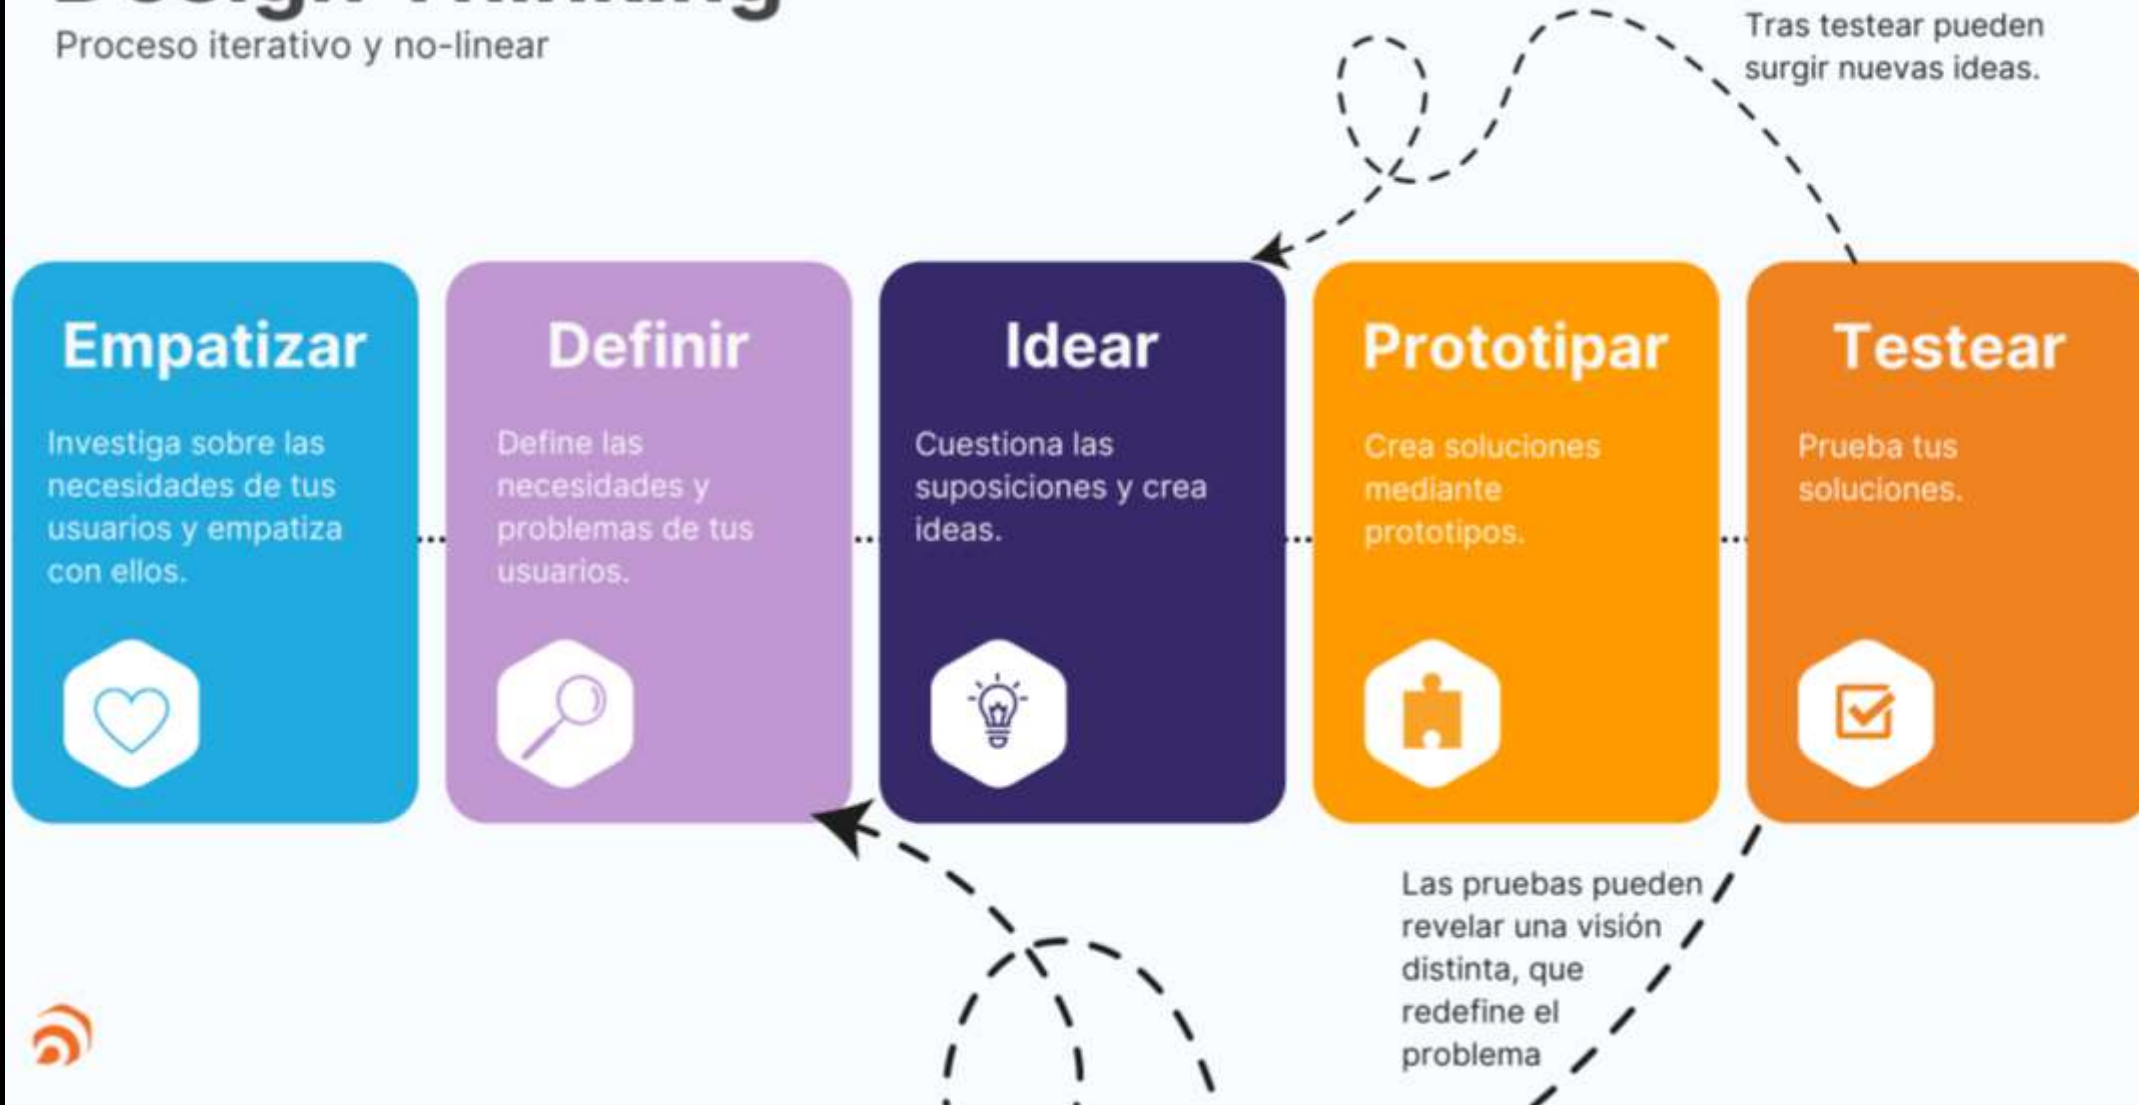 Design Thinking
Proceso iterativo y no-linear
Tras testear pueden
surgir nuevas ideas.
Empatizar
Investiga sobre las
necesidades de tus
usuarios y empatiza
con ellos.
Definir
Define las
necesidades y
problemas de tus
usuarios.
Idear
Cuestiona las
suposiciones y crea
ideas.
Prototipar
Crea soluciones
mediante
prototipos.
Testear
Prueba tus
soluciones.
Las pruebas pueden
revelar una visión
distinta, que
redefine el
problema